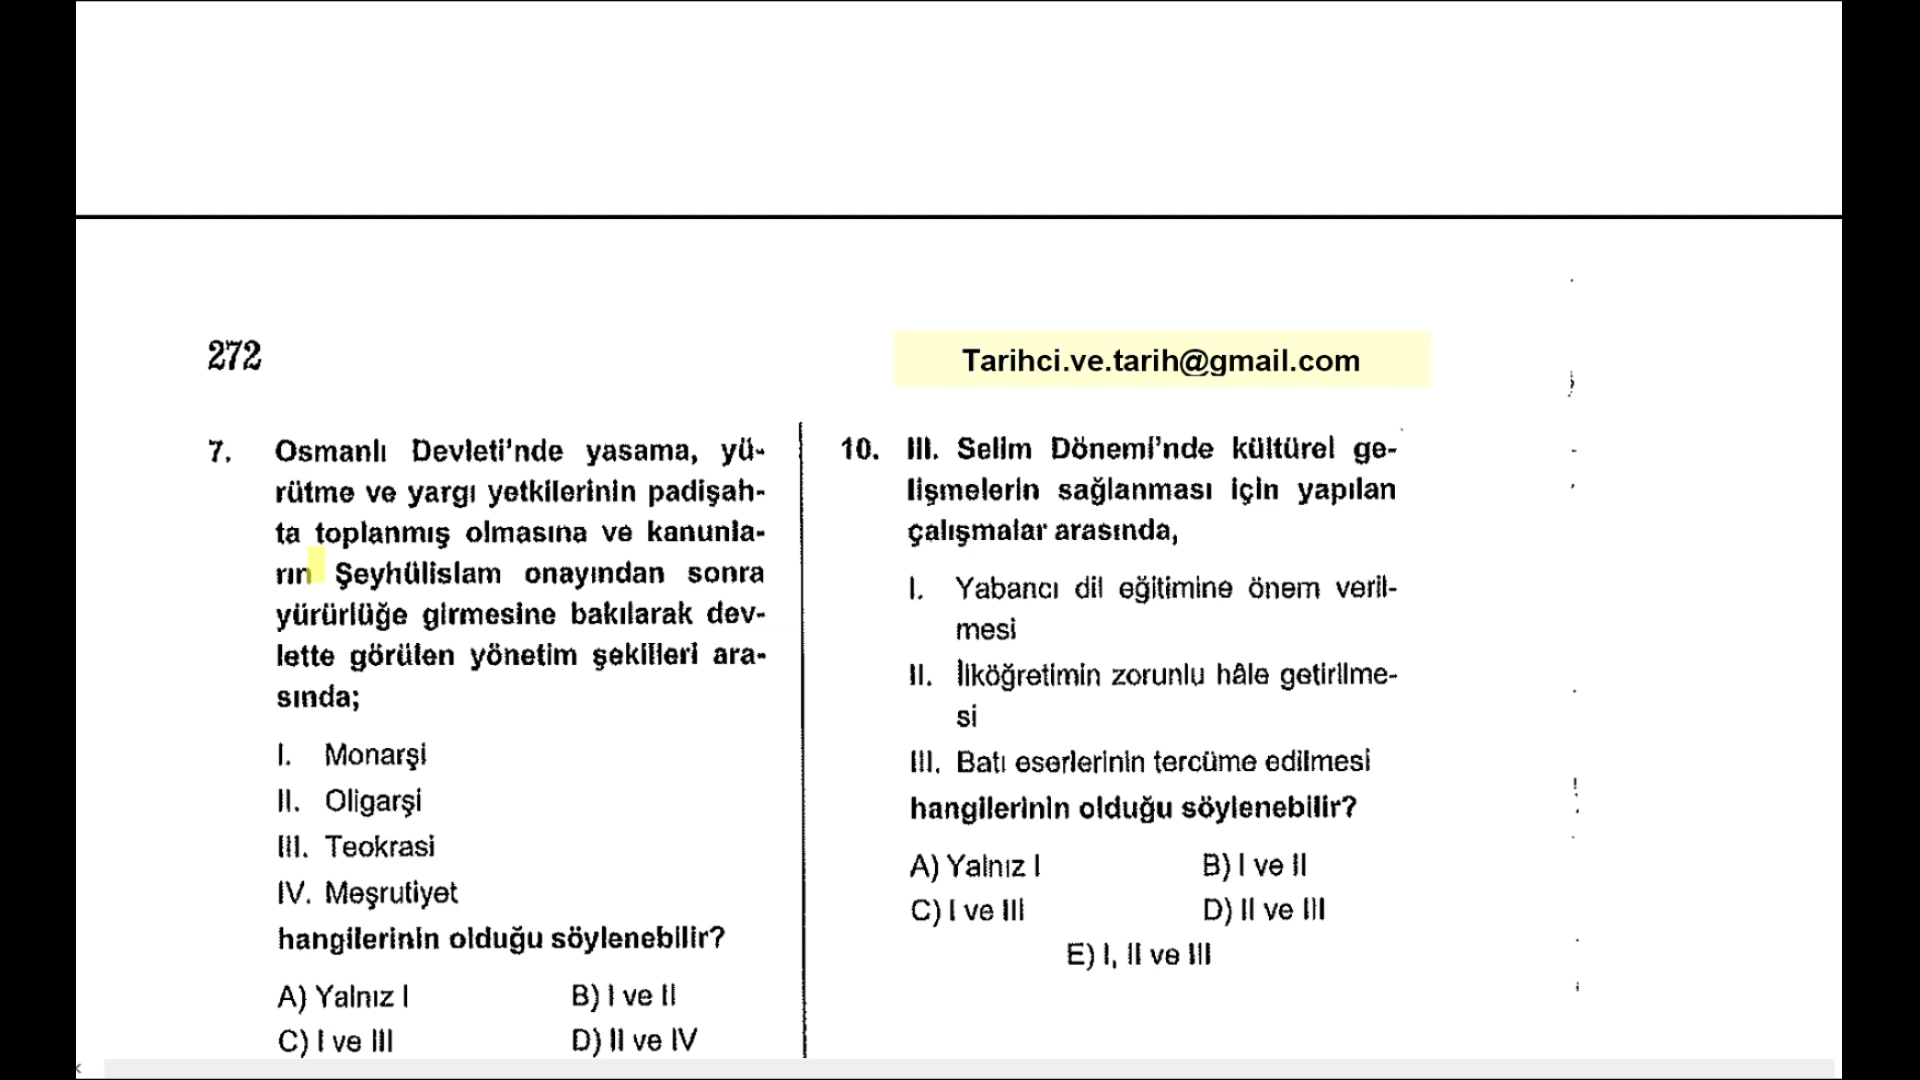 272
Tarihci.ve.tarih@gmail.com
7. Osmanlı Devleti'nde yasama, yü-
rütme ve yargı yetkilerinin padişah-
ta toplanmış olmasına ve kanunla-
rın Şeyhülislam onayından sonra
yürürlüğe girmesine bakılarak dev-
lette görülen yönetim şekilleri ara-
sında;
I. Monarşi
II. Oligarşi
III. Teokrasi
IV. Meşrutiyet
hangilerinin olduğu söylenebilir?
A) Yalnız I B) I ve II
C) I ve III D) II ve IV
10. III. Selim Dönemi'nde kültürel ge-
lişmelerin sağlanması için yapılan
çalışmalar arasında,
I. Yabancı dil eğitimine önem veril-
mesi
II. İlköğretimin zorunlu hâle getirilme-
si
III. Batı eserlerinin tercüme edilmesi
hangilerinin olduğu söylenebilir?
A) Yalnız I B) I ve II
C) I ve III D) II ve III
E) I, II ve III